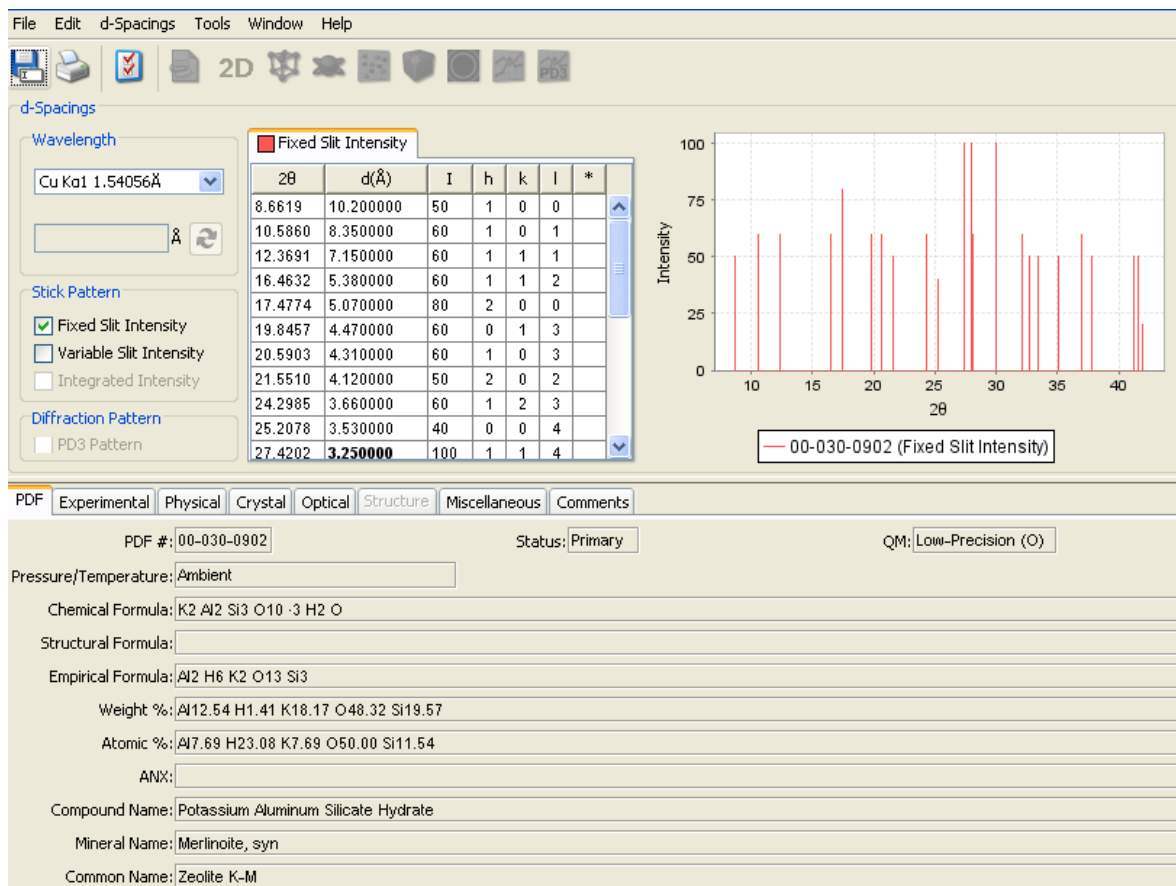 File Edit d-Spacings Tools Window Help
2D PD3
d-Spacings
Wavelength
Cu Ka1 1.54056Å
Å
Stick Pattern
Fixed Slit Intensity
Variable Slit Intensity
Integrated Intensity
Diffraction Pattern
PD3 Pattern
Fixed Slit Intensity
2θ d(Å) I h k l *
8.6619 10.200000 50 1 0 0
10.5860 8.350000 60 1 0 1
12.3691 7.150000 60 1 1 1
16.4632 5.380000 60 1 1 2
17.4774 5.070000 80 2 0 0
19.8457 4.470000 60 0 1 3
20.5903 4.310000 60 1 0 3
21.5510 4.120000 50 2 0 2
24.2985 3.660000 60 1 2 3
25.2078 3.530000 40 0 0 4
27.4202 3.250000 100 1 1 4
Intensity
100
75
50
25
0
10 15 20 25 30 35 40
2θ
00-030-0902 (Fixed Slit Intensity)
PDF Experimental Physical Crystal Optical Structure Miscellaneous Comments
PDF #: 00-030-0902 Status: Primary QM: Low-Precision (O)
Pressure/Temperature: Ambient
Chemical Formula: K2 Al2 Si3 O10 ·3 H2 O
Structural Formula:
Empirical Formula: Al2 H6 K2 O13 Si3
Weight %: Al12.54 H1.41 K18.17 O48.32 Si19.57
Atomic %: Al7.69 H23.08 K7.69 O50.00 Si11.54
ANX:
Compound Name: Potassium Aluminum Silicate Hydrate
Mineral Name: Merlinoite, syn
Common Name: Zeolite K-M